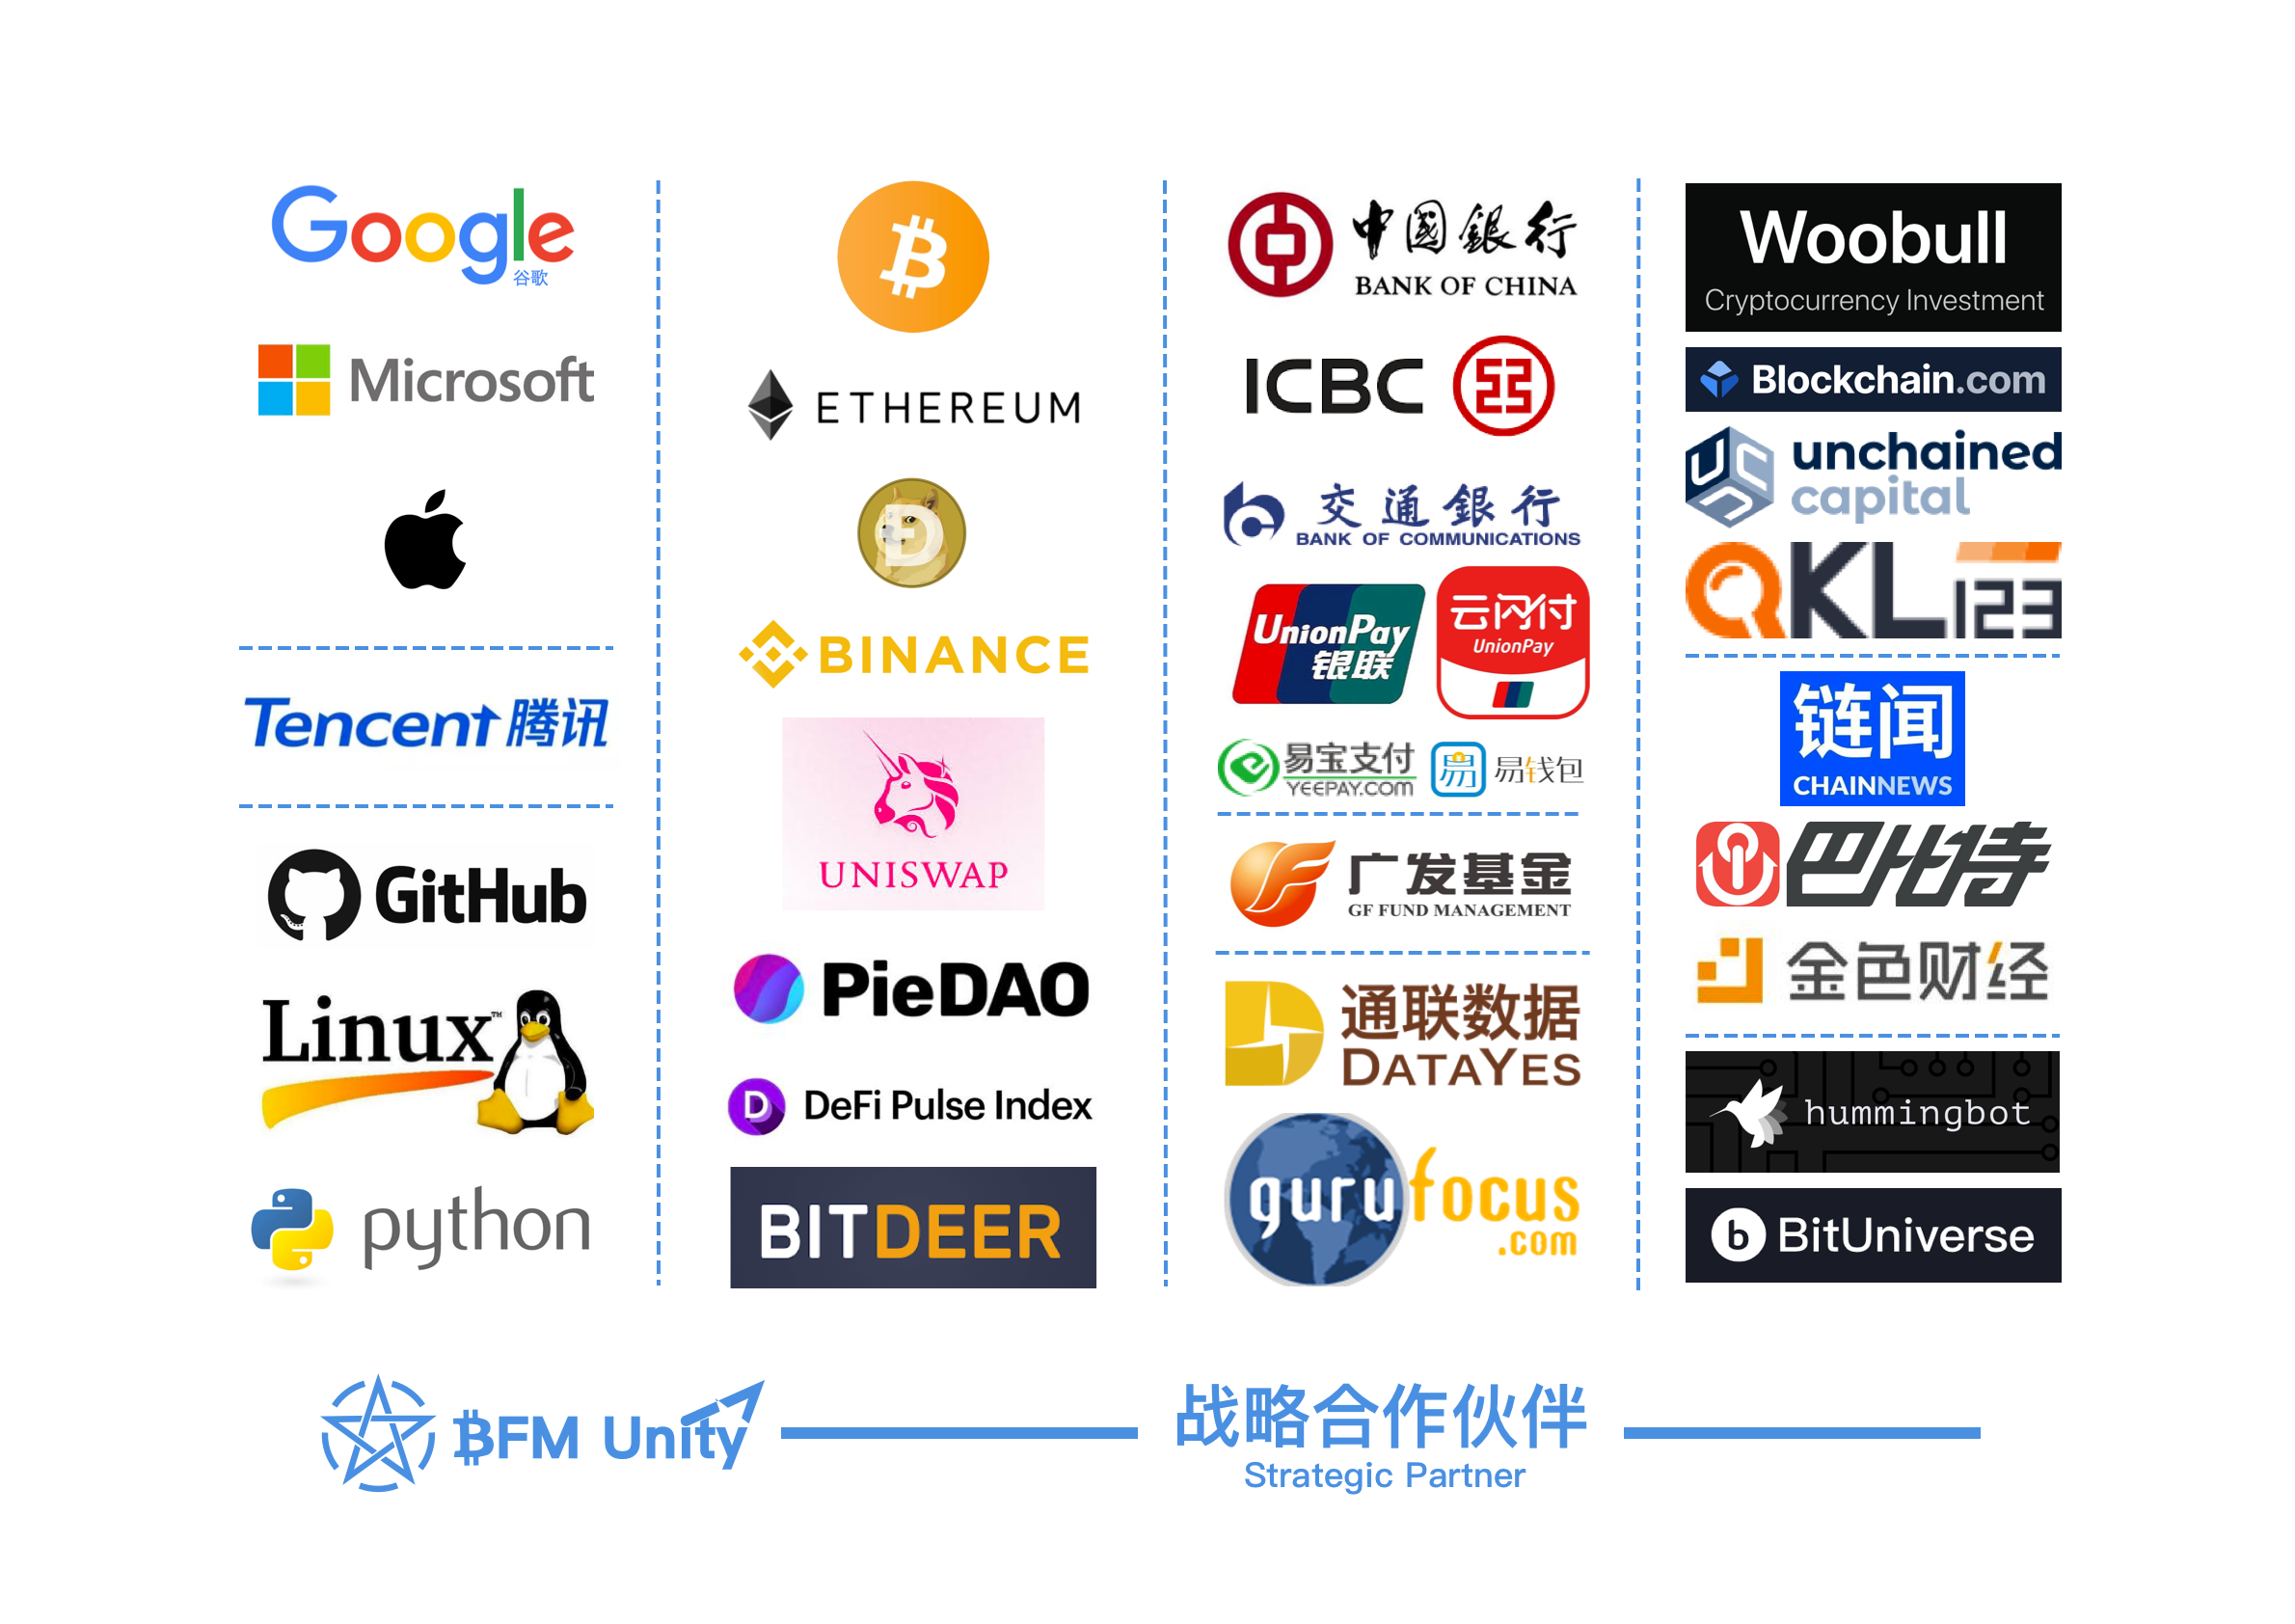 Google
谷歌
Microsoft
Tencent 腾讯
GitHub
Linux™
python
ETHEREUM
BINANCE
UNISWAP
PieDAO
DeFi Pulse Index
BITDEER
中國銀行
BANK OF CHINA
ICBC
交通銀行
BANK OF COMMUNICATIONS
UnionPay
银联
云闪付
UnionPay
易宝支付
YEEPAY.COM
易钱包
广发基金
GF FUND MANAGEMENT
通联数据
DATAYES
gurufocus
.com
Woobull
Cryptocurrency Investment
Blockchain.com
unchained
capital
QKL123
链闻
CHAINNEWS
巴比特
金色财经
hummingbot
BitUniverse
BFM Unity
战略合作伙伴
Strategic Partner